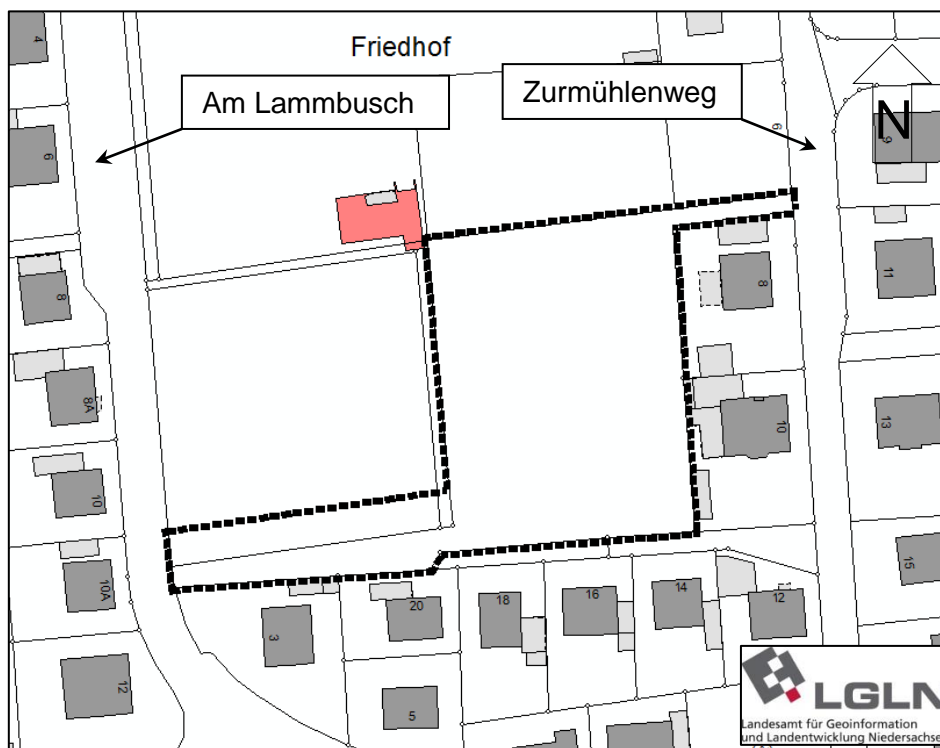 4
Friedhof
Am Lammbusch
Zurmühlenweg
N
6
9
6
8
8
11
8A
10
10
13
10A
15
20
18
16
14
12
3
12
5
LGLN
Landesamt für Geoinformation
und Landentwicklung Niedersachse